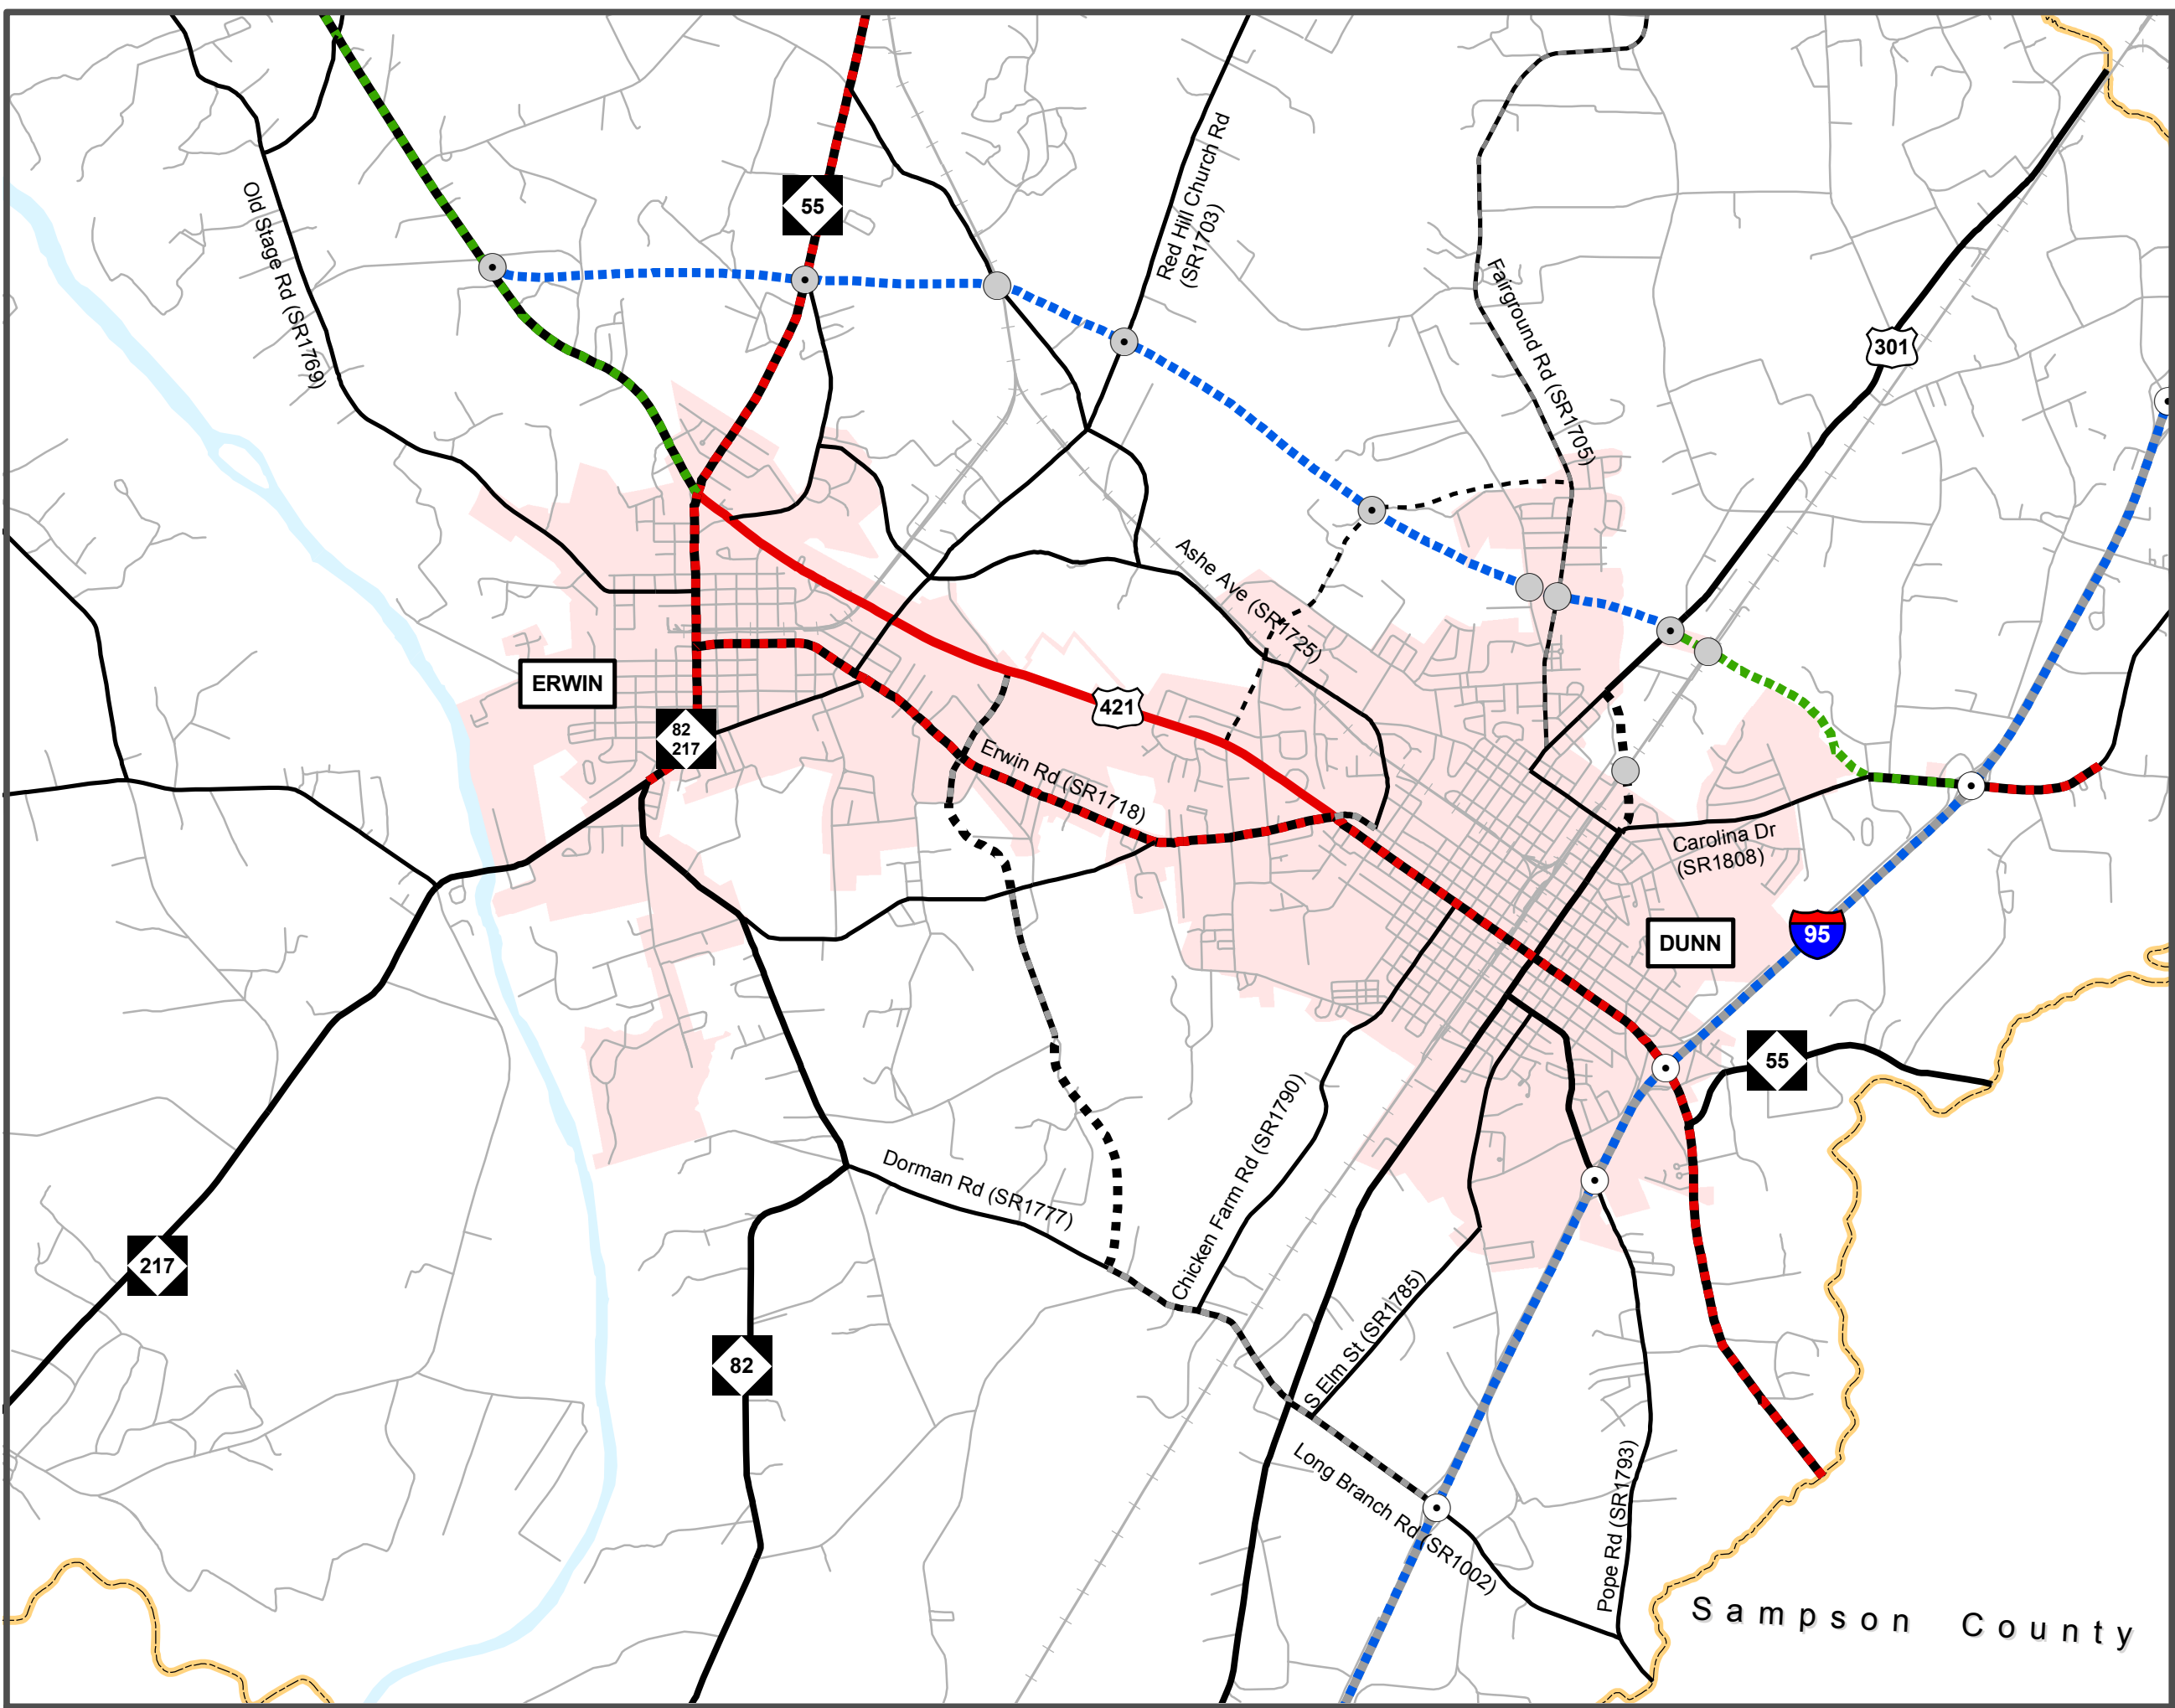 55
Red Hill Church Rd
(SR1703)
Old Stage Rd (SR1769)
Fairground Rd (SR1705)
301
Ashe Ave (SR1725)
ERWIN
421
82
217
Erwin Rd (SR1718)
Carolina Dr
(SR1808)
95
DUNN
55
Dorman Rd (SR1777)
Chicken Farm Rd (SR1790)
217
S Elm St (SR1785)
82
Long Branch Rd (SR1002)
Pope Rd (SR1793)
Sampson County